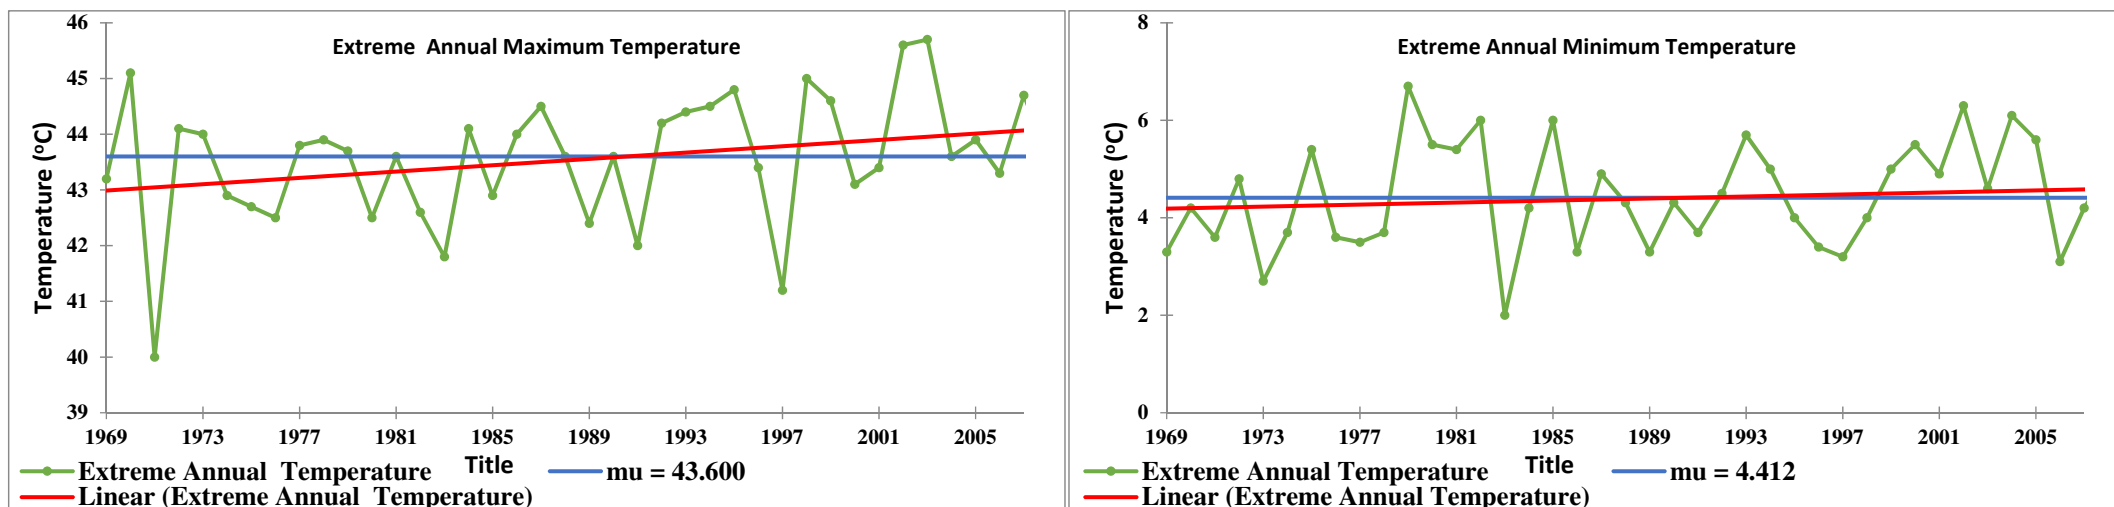 Extreme  Annual Maximum Temperature
Temperature (oC)
46
45
44
43
42
41
40
39
1969 1973 1977 1981 1985 1989 1993 1997 2001 2005
Title
Extreme Annual  Temperature
mu = 43.600
Linear (Extreme Annual  Temperature)
Extreme Annual Minimum Temperature
Temperature (oC)
8
6
4
2
0
1969 1973 1977 1981 1985 1989 1993 1997 2001 2005
Title
Extreme Annual Temperature
mu = 4.412
Linear (Extreme Annual Temperature)